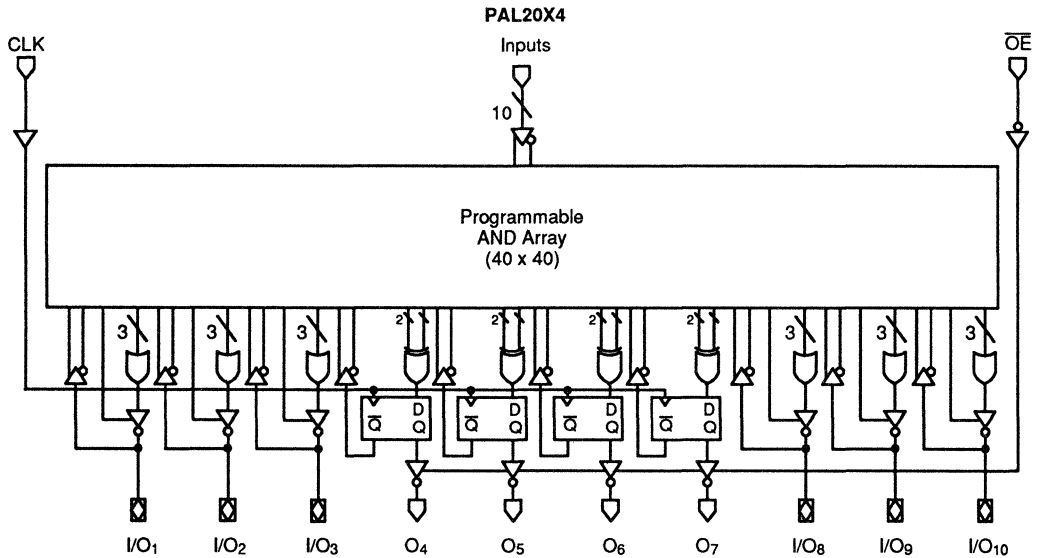 PAL20X4
CLK Inputs O̅E̅
10
Programmable
AND Array
(40 x 40)
3 3 3 2 2 2 2 3 3 3
D D D D
Q̅ Q Q̅ Q Q̅ Q Q̅ Q
I/O₁ I/O₂ I/O₃ O₄ O₅ O₆ O₇ I/O₈ I/O₉ I/O₁₀